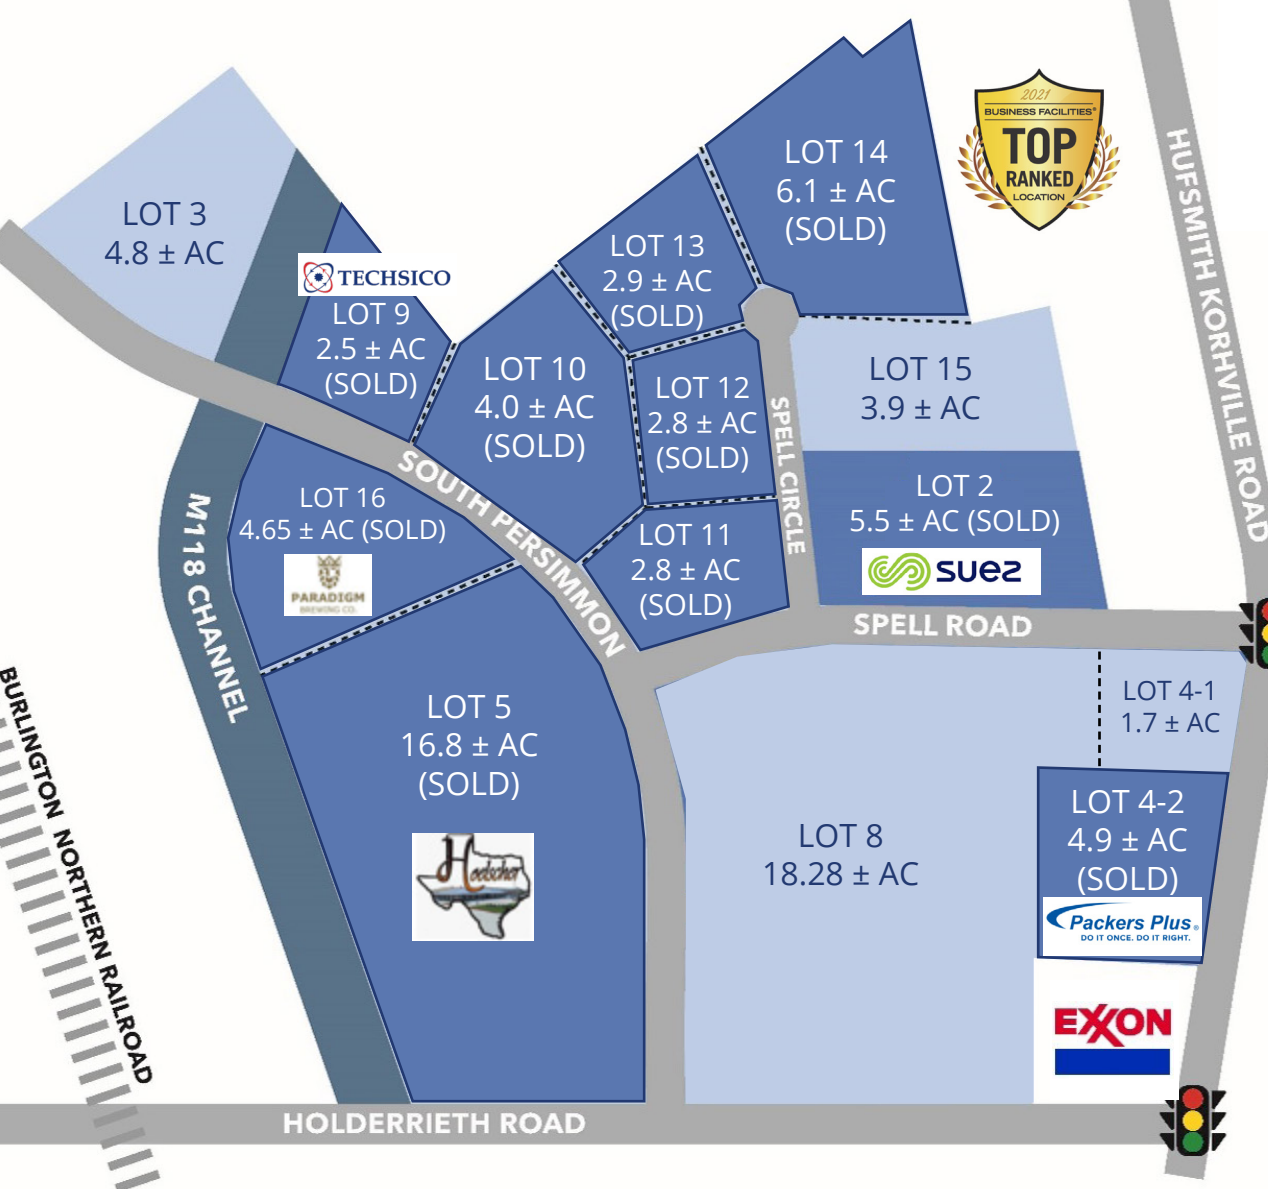 2021
BUSINESS FACILITIES®
TOP
RANKED
LOCATION
HUFSMITH KORHVILLE ROAD
LOT 14
6.1 ± AC
(SOLD)
LOT 3
4.8 ± AC
TECHSICO
LOT 9
2.5 ± AC
(SOLD)
LOT 13
2.9 ± AC
(SOLD)
LOT 10
4.0 ± AC
(SOLD)
LOT 12
2.8 ± AC
(SOLD)
SPELL CIRCLE
LOT 15
3.9 ± AC
LOT 2
5.5 ± AC (SOLD)
suez
LOT 16
4.65 ± AC (SOLD)
PARADIGM
BREWING CO.
SOUTH PERSIMMON
LOT 11
2.8 ± AC
(SOLD)
M118 CHANNEL
SPELL ROAD
BURLINGTON NORTHERN RAILROAD
LOT 5
16.8 ± AC
(SOLD)
Hoelscher
LOT 8
18.28 ± AC
LOT 4-1
1.7 ± AC
LOT 4-2
4.9 ± AC
(SOLD)
Packers Plus®
DO IT ONCE. DO IT RIGHT.
EXXON
HOLDERRIETH ROAD